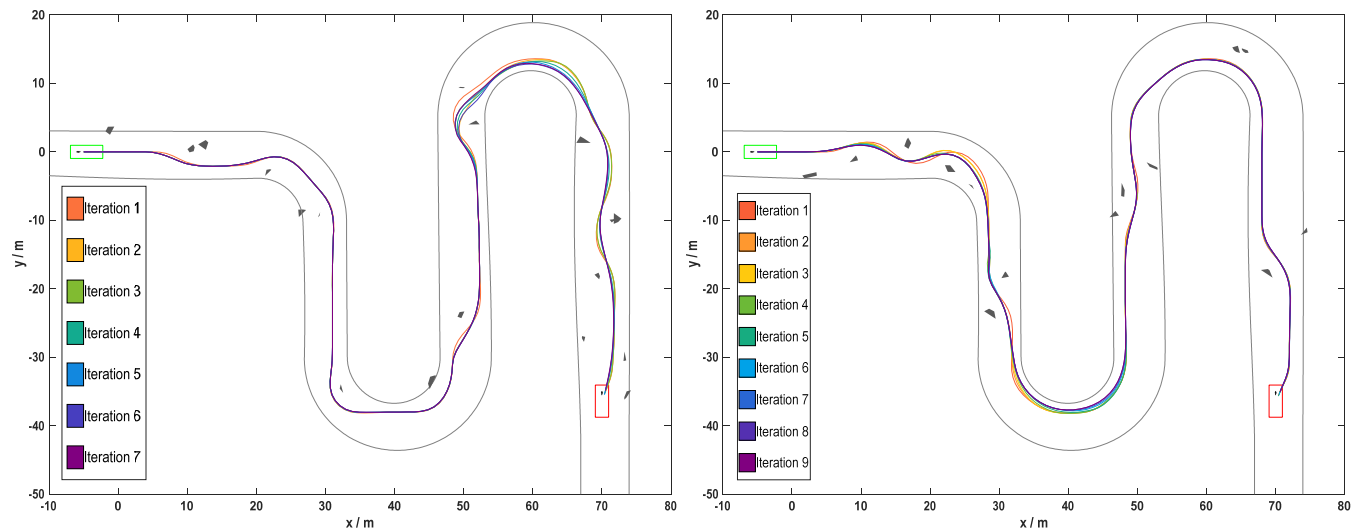 20
10
0
-10
-20
-30
-40
-50
y / m
-10 0 10 20 30 40 50 60 70 80
x / m
Iteration 1
Iteration 2
Iteration 3
Iteration 4
Iteration 5
Iteration 6
Iteration 7
20
10
0
-10
-20
-30
-40
-50
y / m
-10 0 10 20 30 40 50 60 70 80
x / m
Iteration 1
Iteration 2
Iteration 3
Iteration 4
Iteration 5
Iteration 6
Iteration 7
Iteration 8
Iteration 9